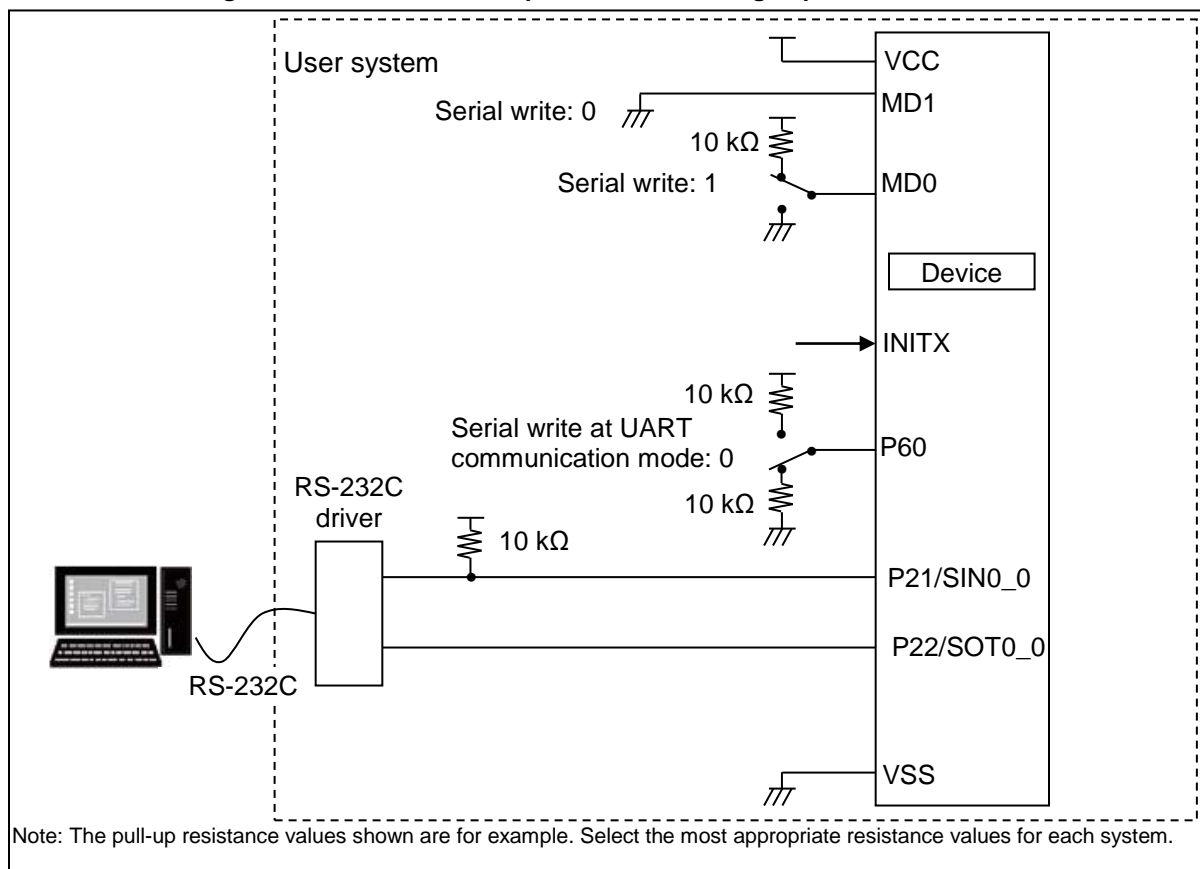 User system
VCC
Serial write: 0
MD1
10 kΩ
Serial write: 1
MD0
Device
INITX
10 kΩ
Serial write at UART
communication mode: 0
P60
10 kΩ
RS-232C
driver
10 kΩ
P21/SIN0_0
P22/SOT0_0
RS-232C
VSS
Note: The pull-up resistance values shown are for example. Select the most appropriate resistance values for each system.